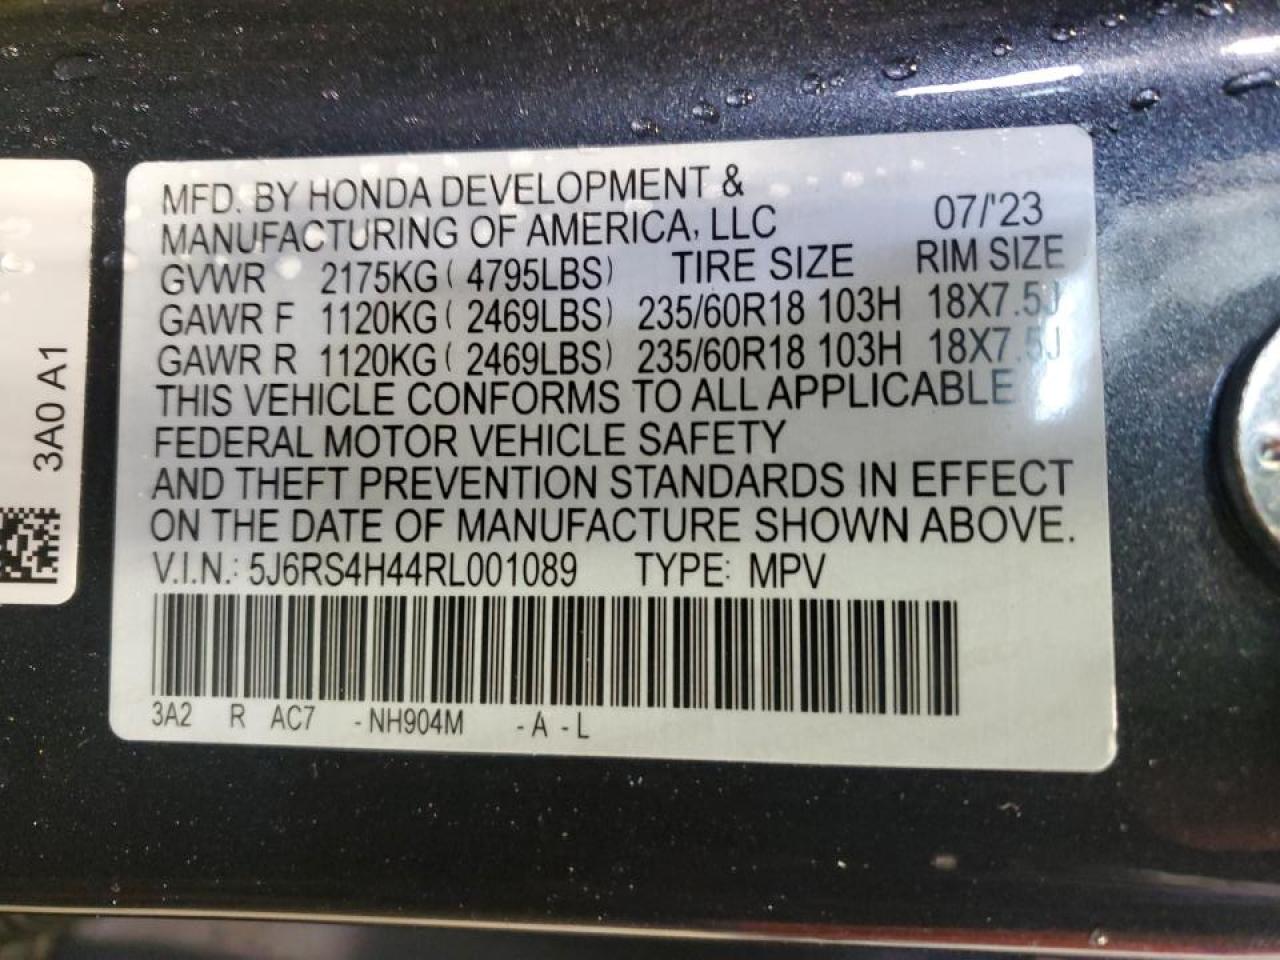 MFD. BY HONDA DEVELOPMENT &
MANUFACTURING OF AMERICA, LLC 07/'23
GVWR 2175KG ( 4795LBS) TIRE SIZE RIM SIZE
GAWR F 1120KG ( 2469LBS) 235/60R18 103H 18X7.5J
GAWR R 1120KG ( 2469LBS) 235/60R18 103H 18X7.5J
THIS VEHICLE CONFORMS TO ALL APPLICABLE
FEDERAL MOTOR VEHICLE SAFETY
AND THEFT PREVENTION STANDARDS IN EFFECT
ON THE DATE OF MANUFACTURE SHOWN ABOVE.
V.I.N.: 5J6RS4H44RL001089 TYPE: MPV
3A2 R AC7 -NH904M -A -L
3A0 A1